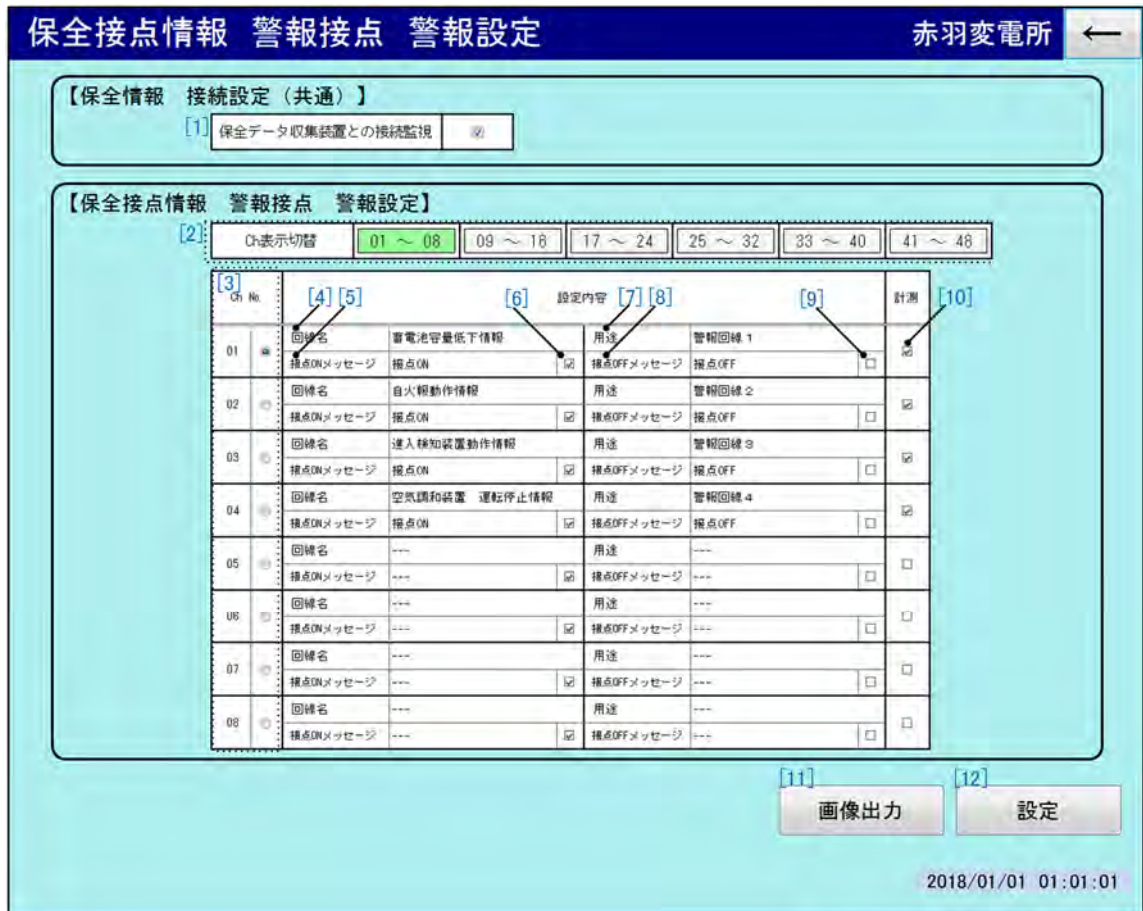 保全接点情報 警報接点 警報設定 赤羽変電所 ←
【保全情報 接続設定（共通）】
[1] 保全データ収集装置との接続監視
【保全接点情報 警報接点 警報設定】
[2] Ch表示切替 01 ～ 08 09 ～ 16 17 ～ 24 25 ～ 32 33 ～ 40 41 ～ 48
[3] Ch No. [4] [5] [6] 設定内容 [7] [8] [9] 計測 [10]
01 回線名 蓄電池容量低下情報 用途 警報回線1
接点ONメッセージ 接点ON 接点OFFメッセージ 接点OFF
02 回線名 自火報動作情報 用途 警報回線2
接点ONメッセージ 接点ON 接点OFFメッセージ 接点OFF
03 回線名 進入検知装置動作情報 用途 警報回線3
接点ONメッセージ 接点ON 接点OFFメッセージ 接点OFF
04 回線名 空気調和装置 運転停止情報 用途 警報回線4
接点ONメッセージ 接点ON 接点OFFメッセージ 接点OFF
05 回線名 --- 用途 ---
接点ONメッセージ --- 接点OFFメッセージ ---
06 回線名 --- 用途 ---
接点ONメッセージ --- 接点OFFメッセージ ---
07 回線名 --- 用途 ---
接点ONメッセージ --- 接点OFFメッセージ ---
08 回線名 --- 用途 ---
接点ONメッセージ --- 接点OFFメッセージ ---
[11] [12]
画像出力 設定
2018/01/01 01:01:01